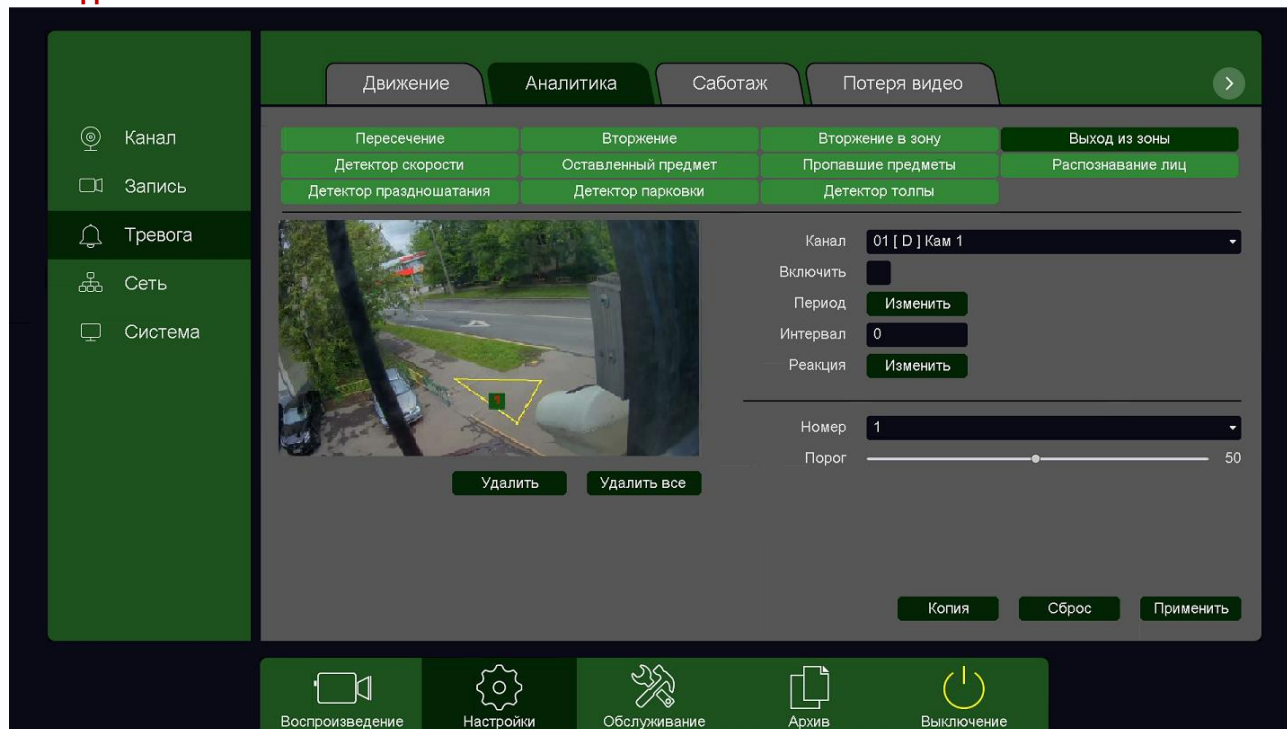 Движение Аналитика Саботаж Потеря видео
Канал
Запись
Тревога
Сеть
Система
Пересечение Вторжение Вторжение в зону Выход из зоны
Детектор скорости Оставленный предмет Пропавшие предметы Распознавание лиц
Детектор праздношатания Детектор парковки Детектор толпы
1
Канал 01 [ D ] Кам 1
Включить
Период Изменить
Интервал 0
Реакция Изменить
Номер 1
Порог 50
Удалить Удалить все
Копия Сброс Применить
Воспроизведение Настройки Обслуживание Архив Выключение